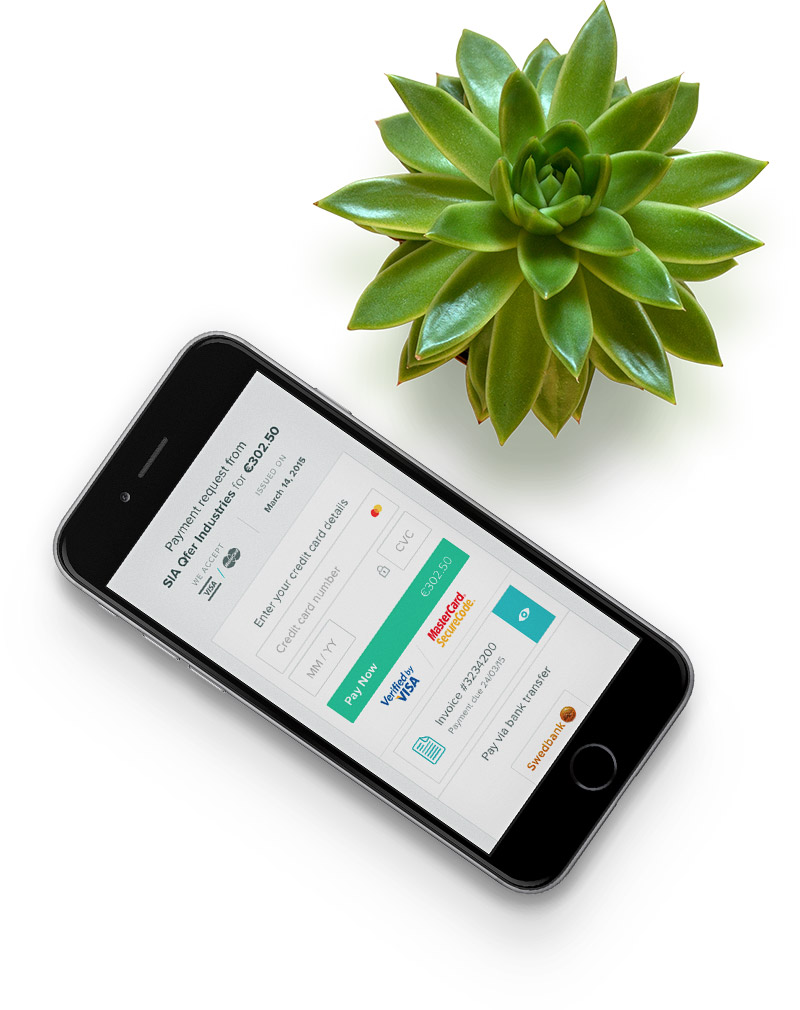 Payment request from
SIA Qfer Industries for €302.50
WE ACCEPT
VISA /
ISSUED ON
March 14, 2015
Enter your credit card details
Credit card number
MM / YY
CVC
Pay Now €302.50
Verified by
VISA
MasterCard.
SecureCode.
Invoice #3234200
Payment due 24/03/15
Pay via bank transfer
Swedbank